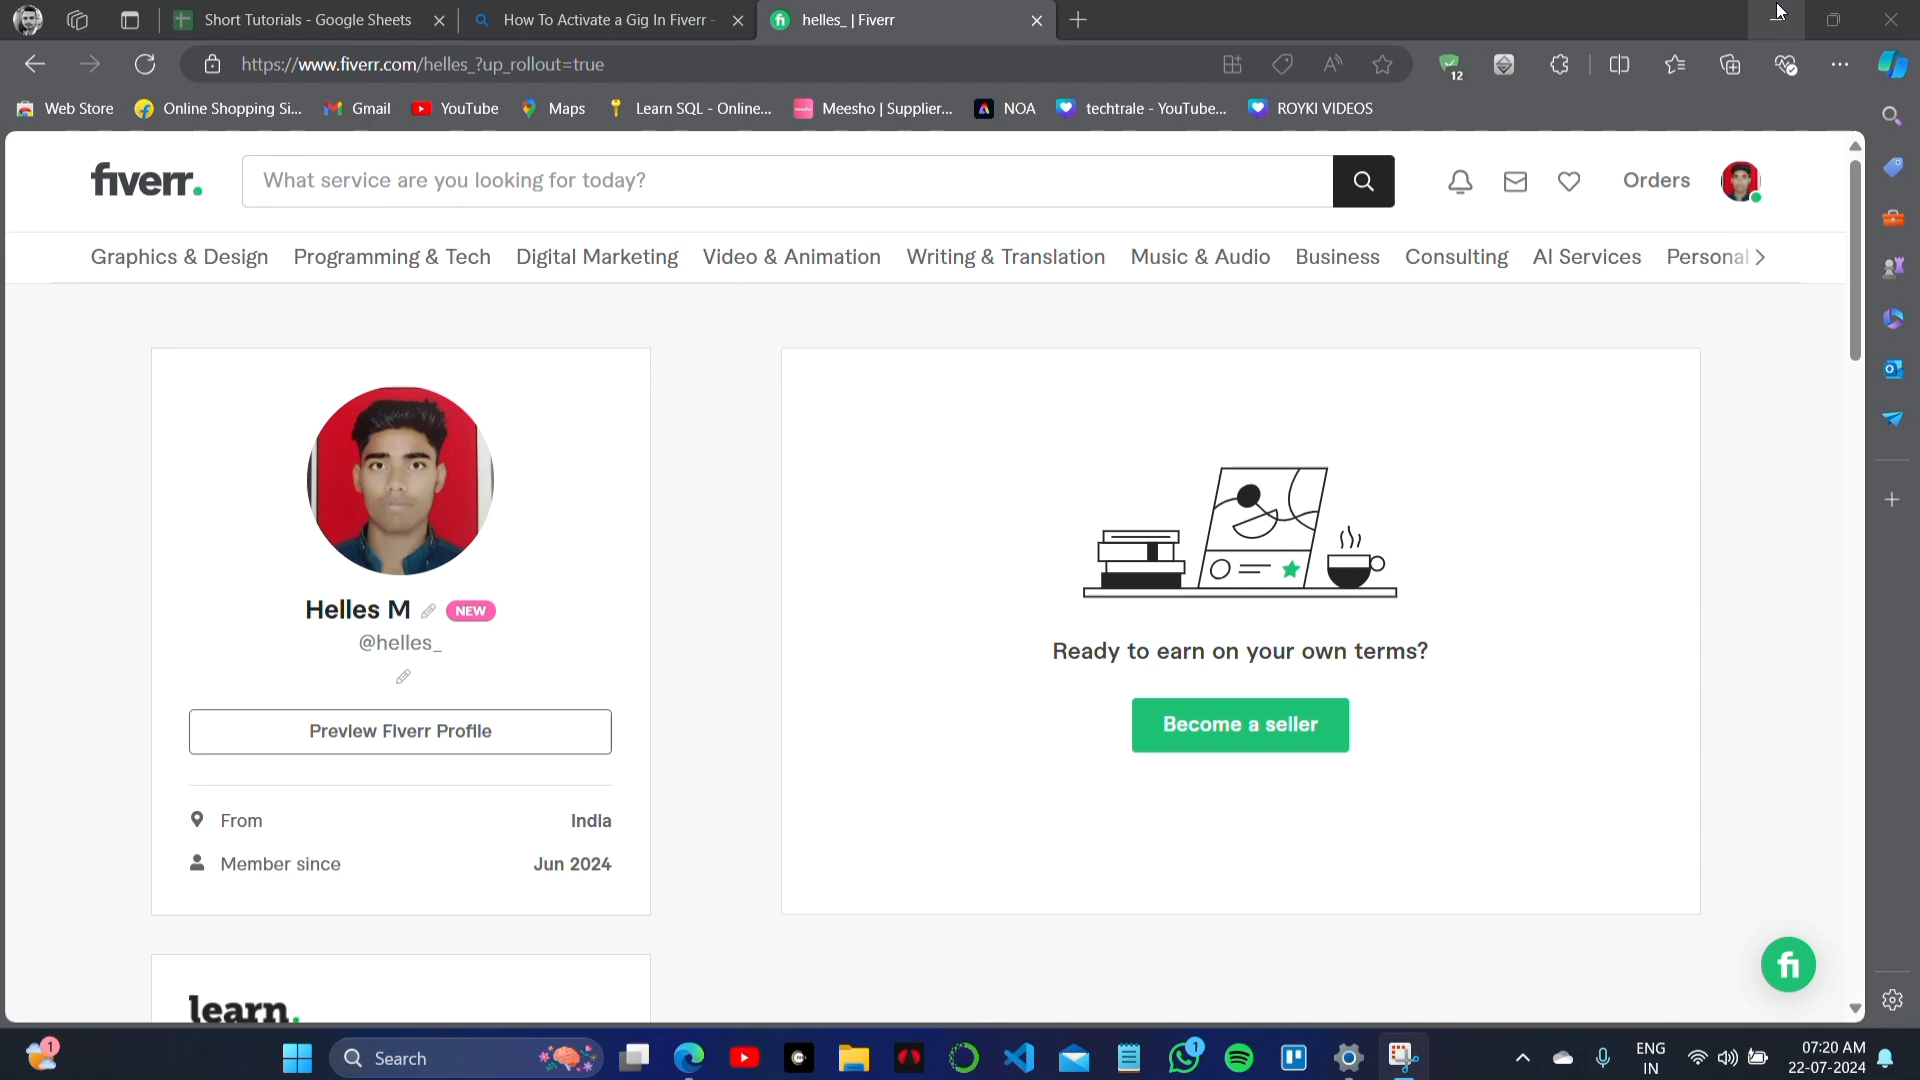 Short Tutorials - Google Sheets
How To Activate a Gig In Fiverr -
helles_ | Fiverr
https://www.fiverr.com/helles_?up_rollout=true
12
Web Store
Online Shopping Si...
Gmail
YouTube
Maps
Learn SQL - Online...
Meesho | Supplier...
NOA
techtrale - YouTube...
ROYKI VIDEOS
fiverr.
What service are you looking for today?
Orders
Graphics & Design
Programming & Tech
Digital Marketing
Video & Animation
Writing & Translation
Music & Audio
Business
Consulting
AI Services
Personal
Helles M
NEW
@helles_
Preview Fiverr Profile
From
India
Member since
Jun 2024
Ready to earn on your own terms?
Become a seller
fi
learn.
1
Search
1
ENG
IN
07:20 AM
22-07-2024